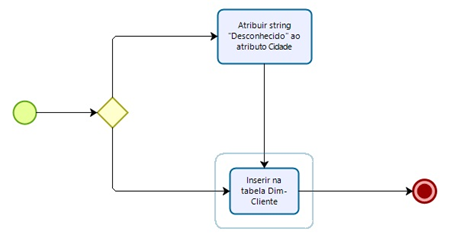 Atribuir string
"Desconhecido" ao
atributo Cidade
Inserir na
tabela Dim-
Cliente